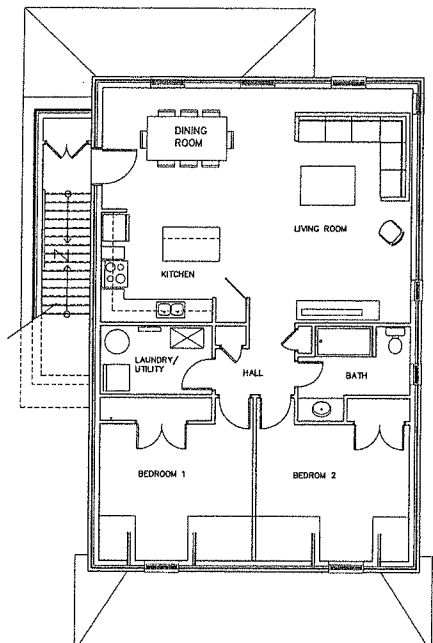 DINING
ROOM
LIVING ROOM
KITCHEN
LAUNDRY/
UTILITY
HALL
BATH
BEDROOM 1
BEDROM 2